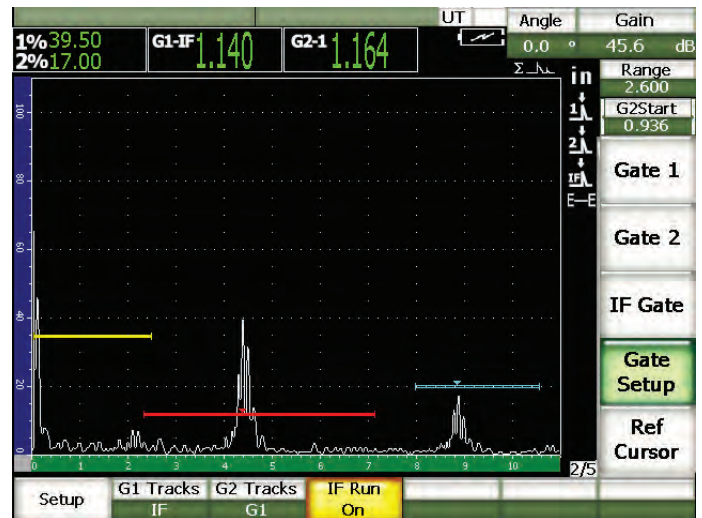 UT Angle Gain
1% 39.50 G1-IF 1.140 G2-1 1.164 0.0 ° 45.6 dB
2% 17.00
in Range
2.600
100 1 G2Start
0.936
2
80 IF Gate 1
E—E
60 Gate 2
40 IF Gate
20 Gate
Setup
0 Ref
Cursor
0 1 2 3 4 5 6 7 8 9 10 2/5
Setup G1 Tracks G2 Tracks IF Run
IF G1 On